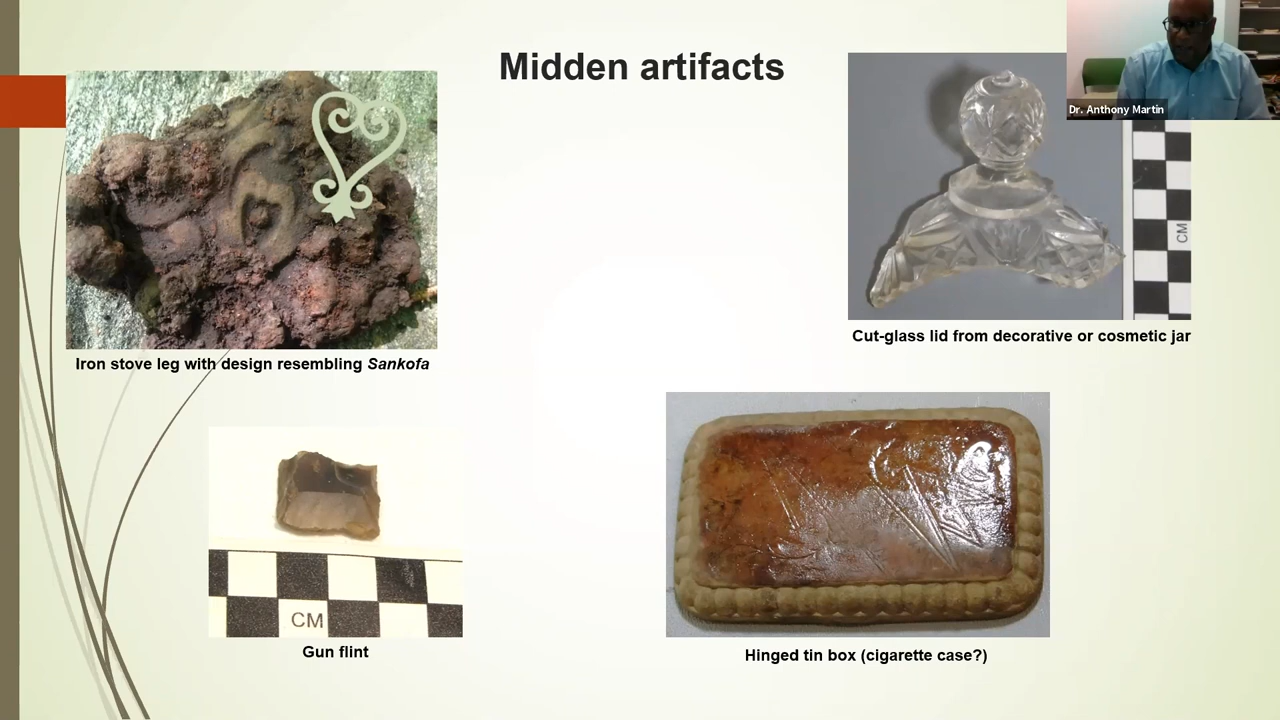 Midden artifacts
Dr. Anthony Martin
CM
Iron stove leg with design resembling Sankofa
Cut-glass lid from decorative or cosmetic jar
CM
Gun flint
Hinged tin box (cigarette case?)